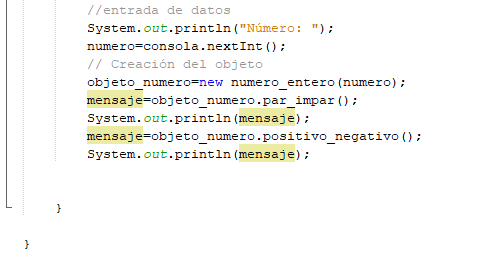 //entrada de datos
System.out.println("Número: ");
numero=consola.nextInt();
// Creación del objeto
objeto_numero=new numero_entero(numero);
mensaje=objeto_numero.par_impar();
System.out.println(mensaje);
mensaje=objeto_numero.positivo_negativo();
System.out.println(mensaje);
}
}